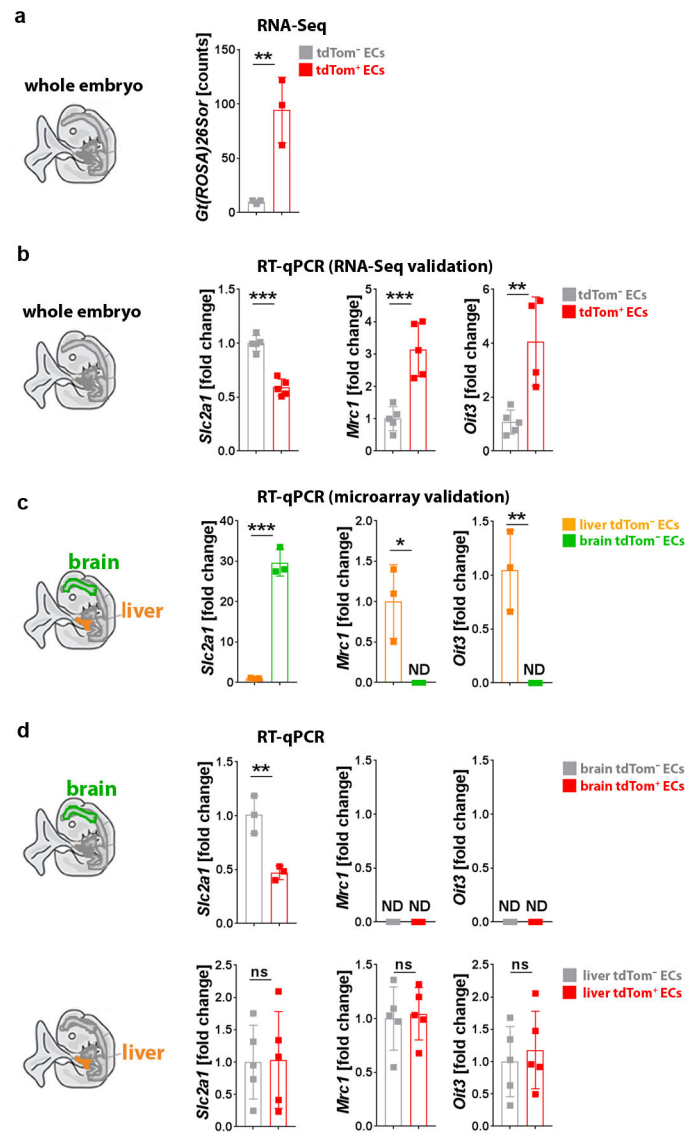 a
RNA-Seq
whole embryo
Gt(ROSA)26Sor [counts]
150
100
50
0
**
tdTom⁻ ECs
tdTom⁺ ECs
b
RT-qPCR (RNA-Seq validation)
whole embryo
Slc2a1 [fold change]
1.5
1.0
0.5
0.0
***
Mrc1 [fold change]
5
4
3
2
1
0
***
Oit3 [fold change]
6
4
2
0
**
tdTom⁻ ECs
tdTom⁺ ECs
c
RT-qPCR (microarray validation)
brain
liver
Slc2a1 [fold change]
40
30
20
10
0
***
Mrc1 [fold change]
2.0
1.5
1.0
0.5
0.0
*
ND
Oit3 [fold change]
1.5
1.0
0.5
0.0
**
ND
liver tdTom⁻ ECs
brain tdTom⁻ ECs
d
RT-qPCR
brain
Slc2a1 [fold change]
1.5
1.0
0.5
0.0
**
Mrc1 [fold change]
1.5
1.0
0.5
0.0
ND ND
Oit3 [fold change]
1.5
1.0
0.5
0.0
ND ND
brain tdTom⁻ ECs
brain tdTom⁺ ECs
liver
Slc2a1 [fold change]
2.5
2.0
1.5
1.0
0.5
0.0
ns
Mrc1 [fold change]
1.5
1.0
0.5
0.0
ns
Oit3 [fold change]
2.5
2.0
1.5
1.0
0.5
0.0
ns
liver tdTom⁻ ECs
liver tdTom⁺ ECs